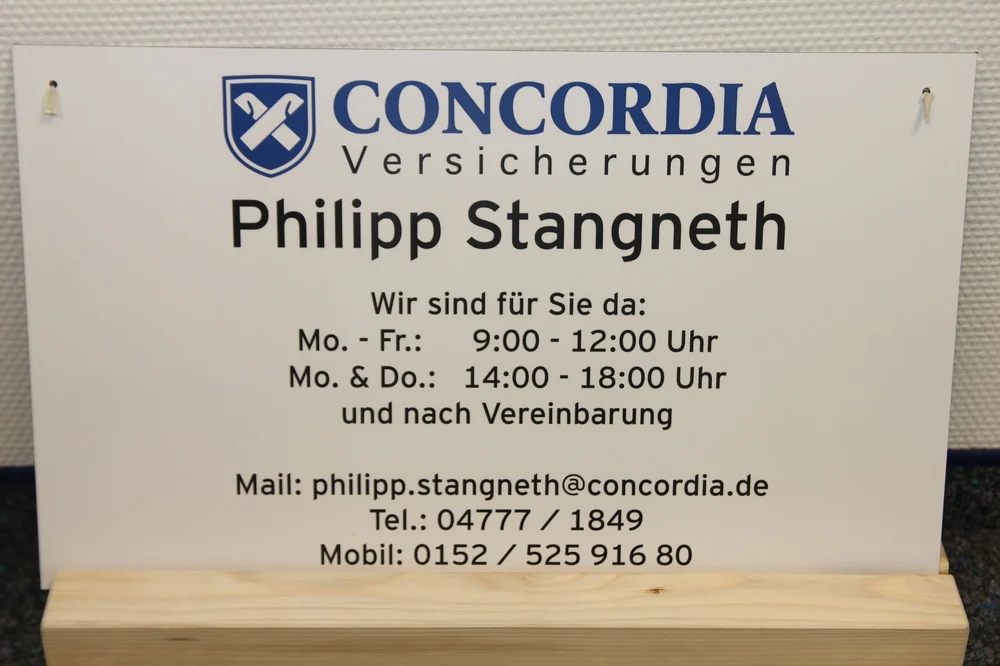 CONCORDIA
Versicherungen
Philipp Stangneth
Wir sind für Sie da:
Mo. - Fr.: 9:00 - 12:00 Uhr
Mo. & Do.: 14:00 - 18:00 Uhr
und nach Vereinbarung
Mail: philipp.stangneth@concordia.de
Tel.: 04777 / 1849
Mobil: 0152 / 525 916 80